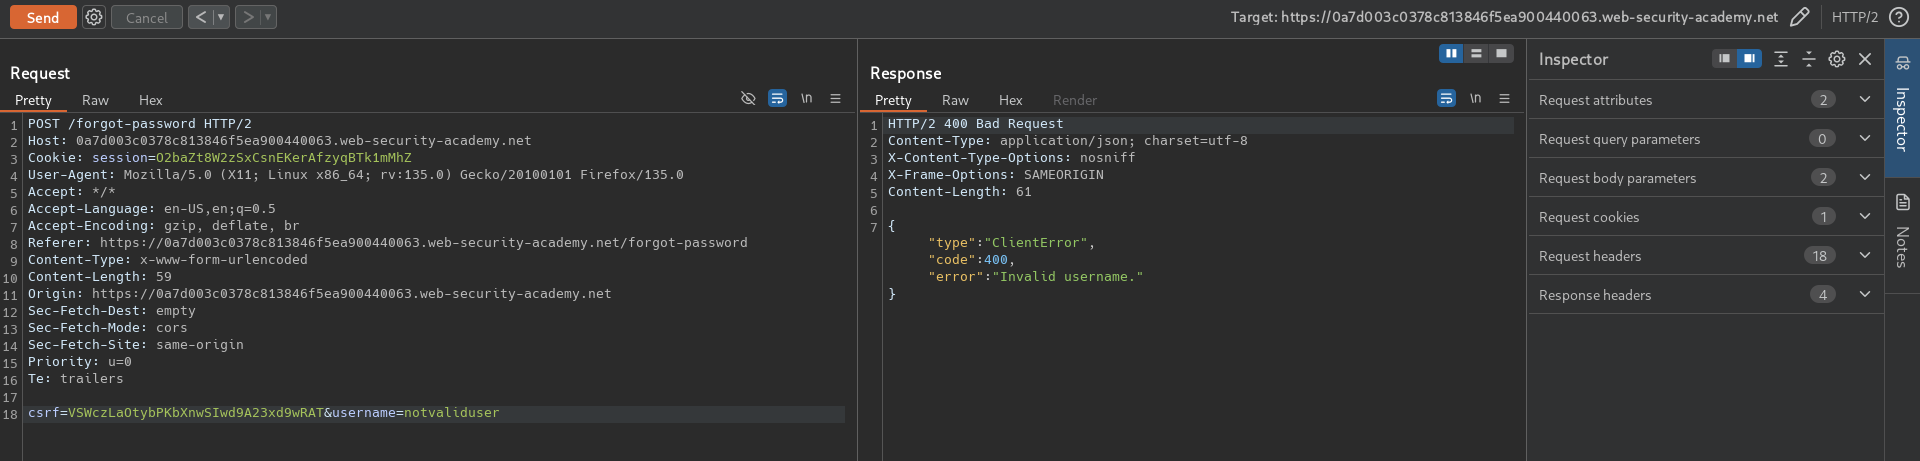 Send
Cancel
<
>
Target: https://0a7d003c0378c813846f5ea900440063.web-security-academy.net
HTTP/2
?
Request
Pretty Raw Hex
\n
1 POST /forgot-password HTTP/2
2 Host: 0a7d003c0378c813846f5ea900440063.web-security-academy.net
3 Cookie: session=O2baZt8W2zSxCsnEKerAfzyqBTk1mMhZ
4 User-Agent: Mozilla/5.0 (X11; Linux x86_64; rv:135.0) Gecko/20100101 Firefox/135.0
5 Accept: */*
6 Accept-Language: en-US,en;q=0.5
7 Accept-Encoding: gzip, deflate, br
8 Referer: https://0a7d003c0378c813846f5ea900440063.web-security-academy.net/forgot-password
9 Content-Type: x-www-form-urlencoded
10 Content-Length: 59
11 Origin: https://0a7d003c0378c813846f5ea900440063.web-security-academy.net
12 Sec-Fetch-Dest: empty
13 Sec-Fetch-Mode: cors
14 Sec-Fetch-Site: same-origin
15 Priority: u=0
16 Te: trailers
17
18 csrf=VSWczLaOtybPKbXnwSIwd9A23xd9wRAT&username=notvaliduser
Response
Pretty Raw Hex Render
\n
1 HTTP/2 400 Bad Request
2 Content-Type: application/json; charset=utf-8
3 X-Content-Type-Options: nosniff
4 X-Frame-Options: SAMEORIGIN
5 Content-Length: 61
6
7 {
"type":"ClientError",
"code":400,
"error":"Invalid username."
}
Inspector
Request attributes 2
Request query parameters 0
Request body parameters 2
Request cookies 1
Request headers 18
Response headers 4
Inspector
Notes